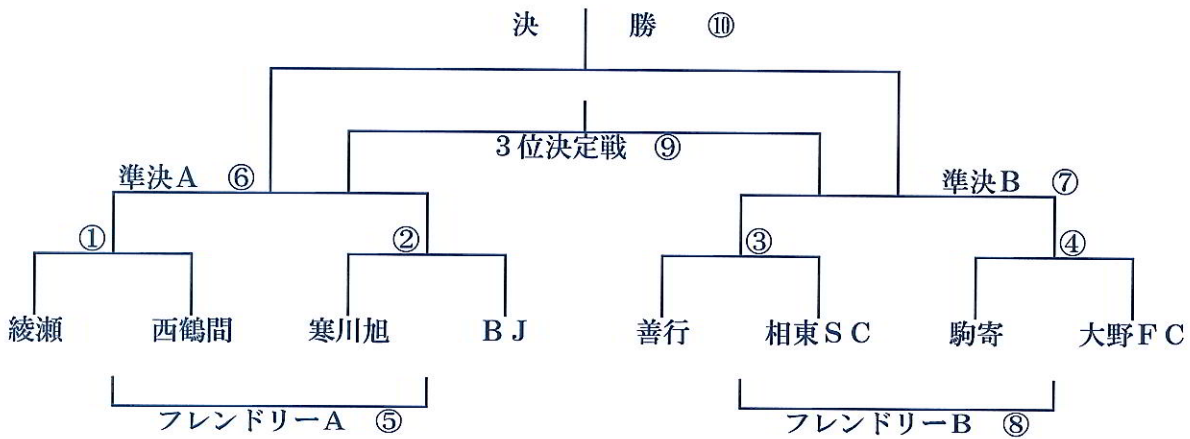 決 勝 ⑩
3位決定戦 ⑨
準決A ⑥
準決B ⑦
①
②
③
④
綾瀬 西鶴間 寒川旭 BJ 善行 相東SC 駒寄 大野FC
フレンドリーA ⑤
フレンドリーB ⑧